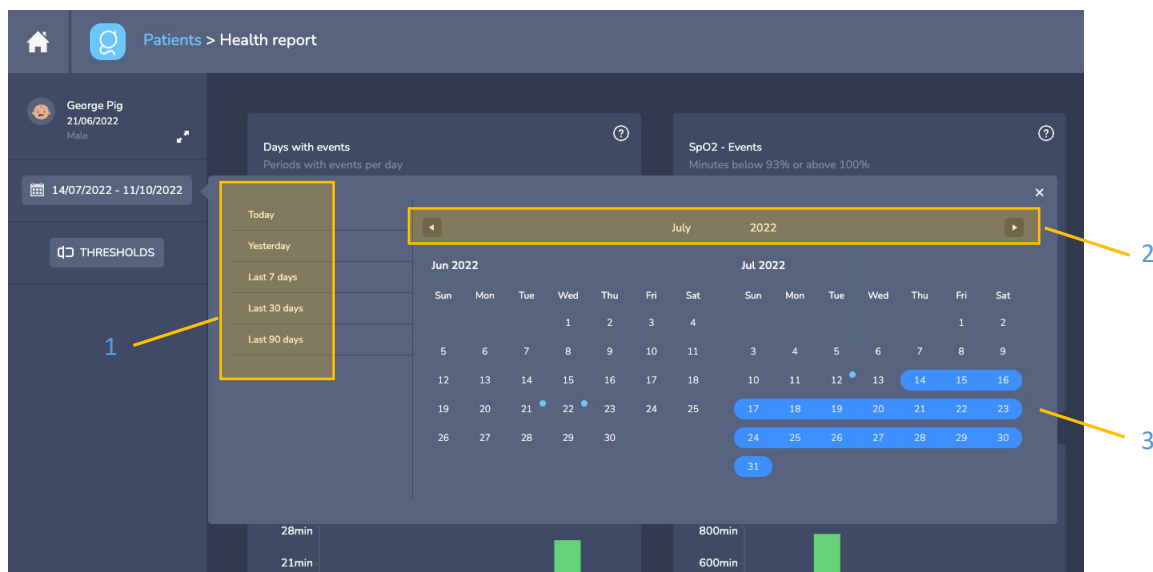 Patients > Health report
George Pig
21/06/2022
Male
14/07/2022 - 11/10/2022
THRESHOLDS
Days with events
Periods with events per day
?
SpO2 - Events
Minutes below 93% or above 100%
?
×
Today
Yesterday
Last 7 days
Last 30 days
Last 90 days
July 2022
Jun 2022
Sun Mon Tue Wed Thu Fri Sat
1 2 3 4
5 6 7 8 9 10 11
12 13 14 15 16 17 18
19 20 21 22 23 24 25
26 27 28 29 30
Jul 2022
Sun Mon Tue Wed Thu Fri Sat
1 2
3 4 5 6 7 8 9
10 11 12 13 14 15 16
17 18 19 20 21 22 23
24 25 26 27 28 29 30
31
28min
21min
800min
600min
1
2
3